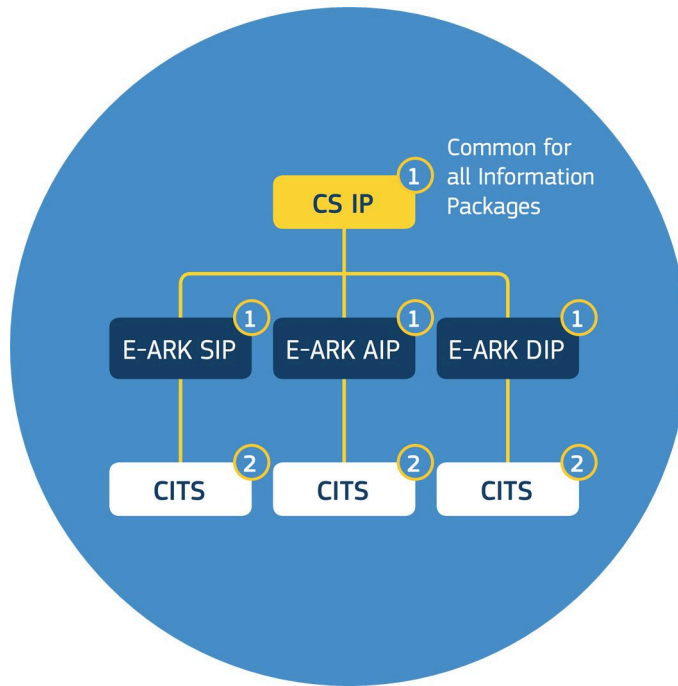 1
Common for
all Information
Packages
CS IP
1
1
1
E-ARK SIP
E-ARK AIP
E-ARK DIP
2
2
2
CITS
CITS
CITS